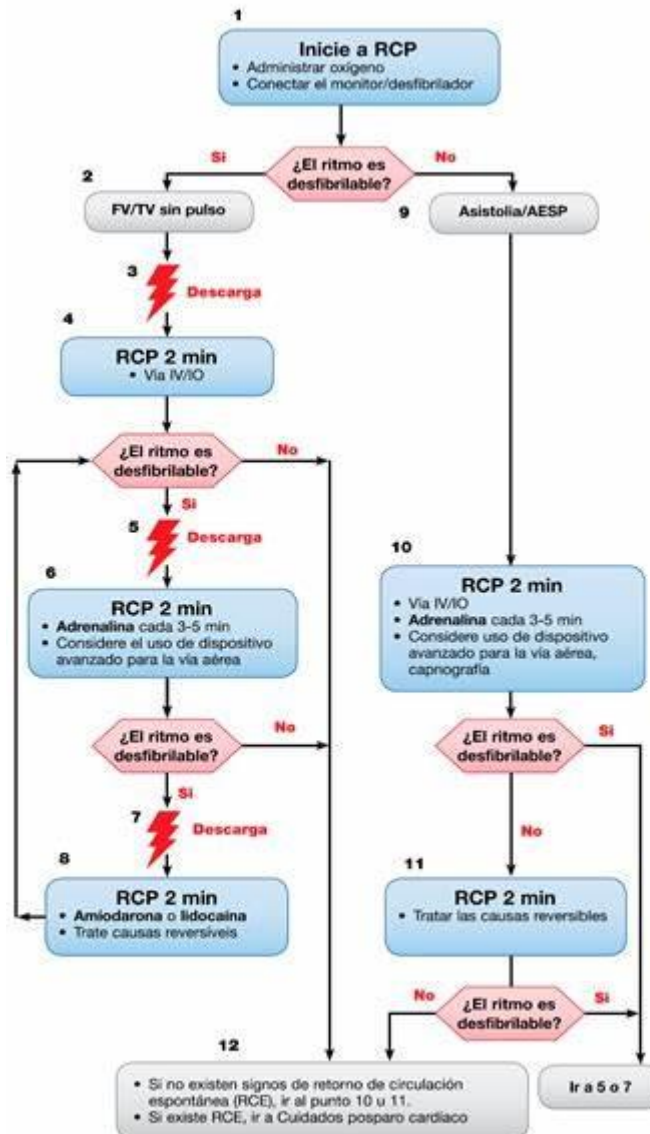 1
Inicie a RCP
• Administrar oxígeno
• Conectar el monitor/desfibrilador
¿El ritmo es
desfibrilable?
Si
No
2
FV/TV sin pulso
9
Asistolia/AESP
3
Descarga
4
RCP 2 min
• Via IV/IO
¿El ritmo es
desfibrilable?
No
Si
5
Descarga
6
RCP 2 min
• Adrenalina cada 3-5 min
• Considere el uso de dispositivo
avanzado para la vía aérea
10
RCP 2 min
• Via IV/IO
• Adrenalina cada 3-5 min
• Considere uso de dispositivo
avanzado para la vía aérea,
capnografía
¿El ritmo es
desfibrilable?
No
Si
¿El ritmo es
desfibrilable?
Si
No
7
Descarga
8
RCP 2 min
• Amiodarona o lidocaína
• Trate causas reversíveis
11
RCP 2 min
• Tratar las causas reversibles
¿El ritmo es
desfibrilable?
No
Si
12
• Si no existen signos de retorno de circulación
espontánea (RCE), ir al punto 10 u 11.
• Si existe RCE, ir a Cuidados posparo cardíaco
Ir a 5 o 7